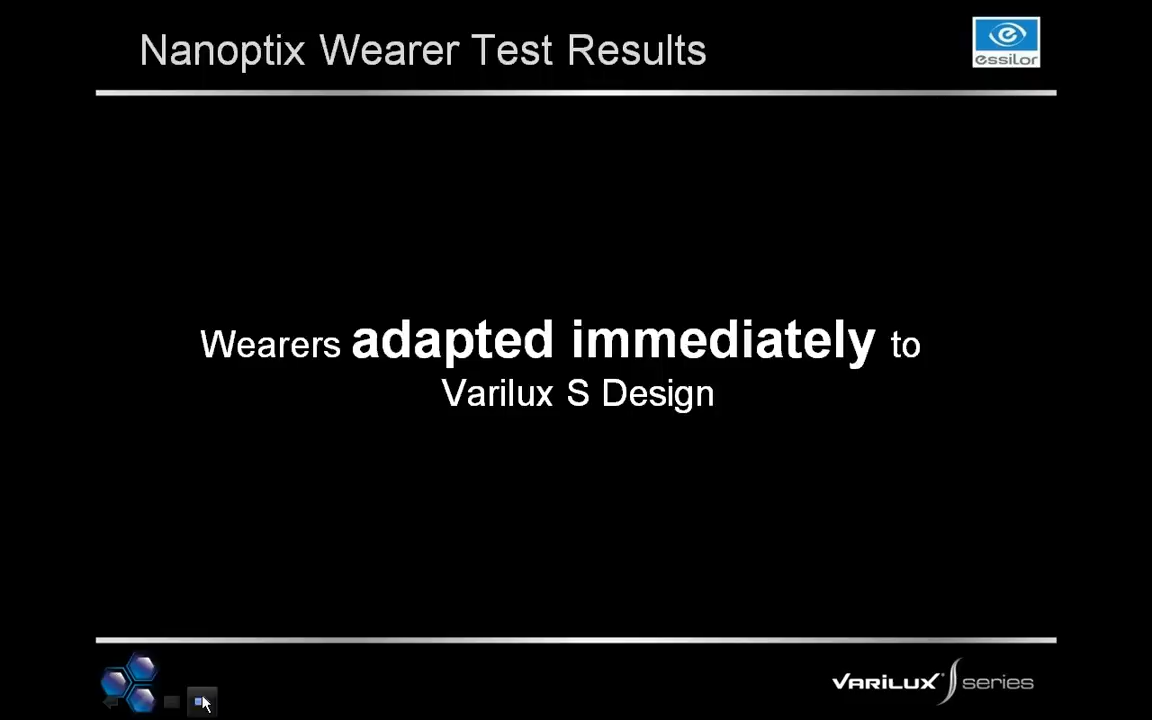 Nanoptix Wearer Test Results
essilor
Wearers adapted immediately to
Varilux S Design
VARILUX® S series